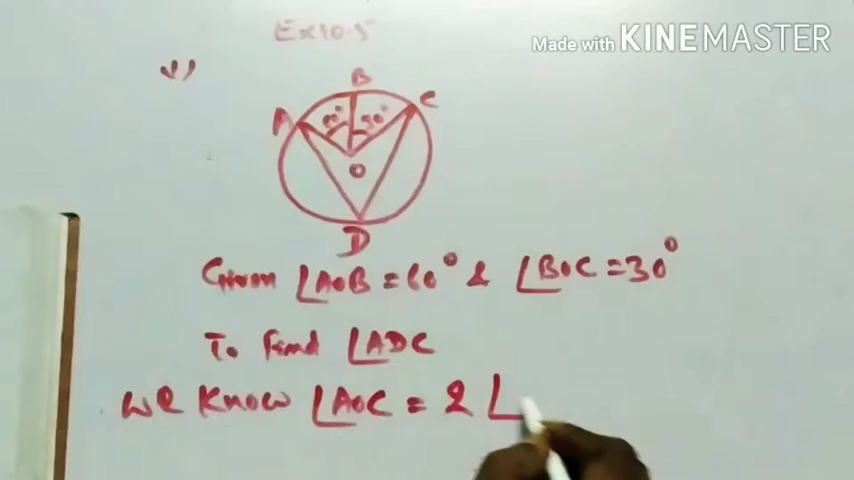 Ex 10.5
Made with KINEMASTER
1)
B
A
C
60°
30°
O
D
Given ∠AOB = 60° & ∠BOC = 30°
To Find ∠ADC
We Know ∠AOC = 2 ∠